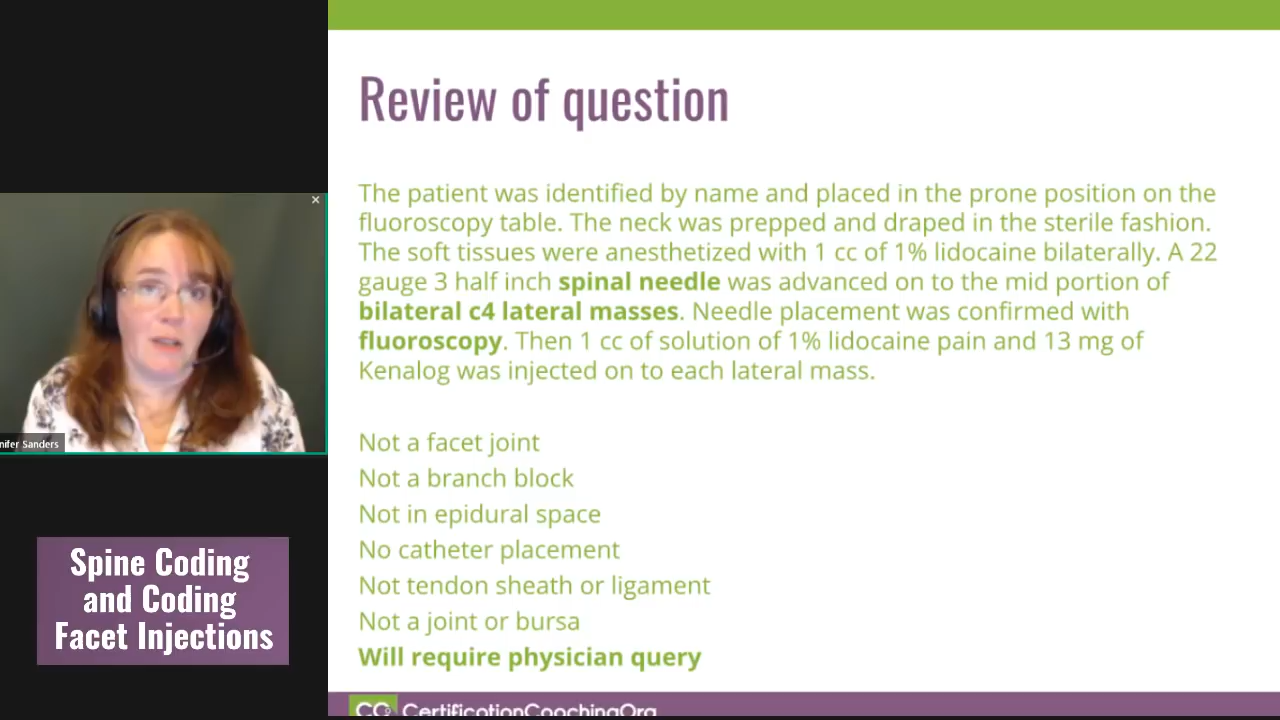 Review of question
The patient was identified by name and placed in the prone position on the
fluoroscopy table. The neck was prepped and draped in the sterile fashion.
The soft tissues were anesthetized with 1 cc of 1% lidocaine bilaterally. A 22
gauge 3 half inch spinal needle was advanced on to the mid portion of
bilateral c4 lateral masses. Needle placement was confirmed with
fluoroscopy. Then 1 cc of solution of 1% lidocaine pain and 13 mg of
Kenalog was injected on to each lateral mass.
Not a facet joint
Not a branch block
Not in epidural space
No catheter placement
Not tendon sheath or ligament
Not a joint or bursa
Will require physician query
nifer Sanders
Spine Coding
and Coding
Facet Injections
CCO CertificationCoachingOrg